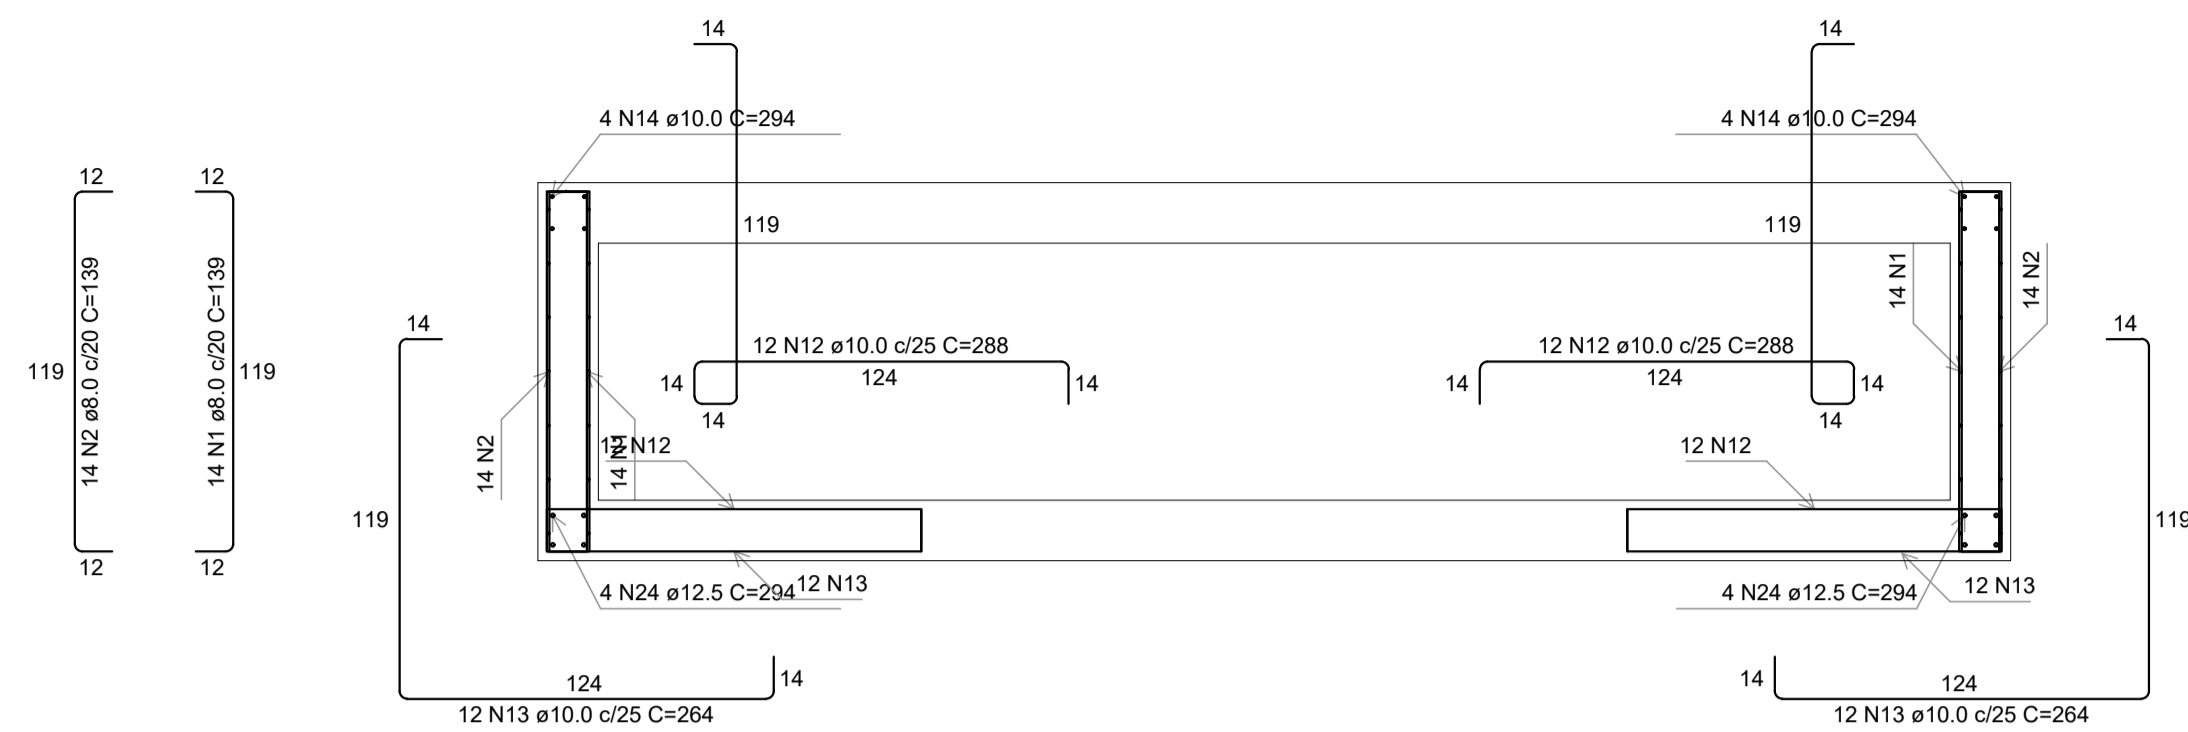 14
14
4 N14 ø10.0 C=294
4 N14 ø10.0 C=294
12
12
119
119
14 N2 ø8.0 c/20 C=139
14 N1 ø8.0 c/20 C=139
14 N1
14 N2
14
14
12 N12 ø10.0 c/25 C=288
12 N12 ø10.0 c/25 C=288
119
119
14
124
14
14
124
14
14
14
14 N2
14 N1
12 N12
12 N12
119
119
12
12
4 N24 ø12.5 C=294
12 N13
4 N24 ø12.5 C=294
12 N13
124
14
14
124
12 N13 ø10.0 c/25 C=264
12 N13 ø10.0 c/25 C=264